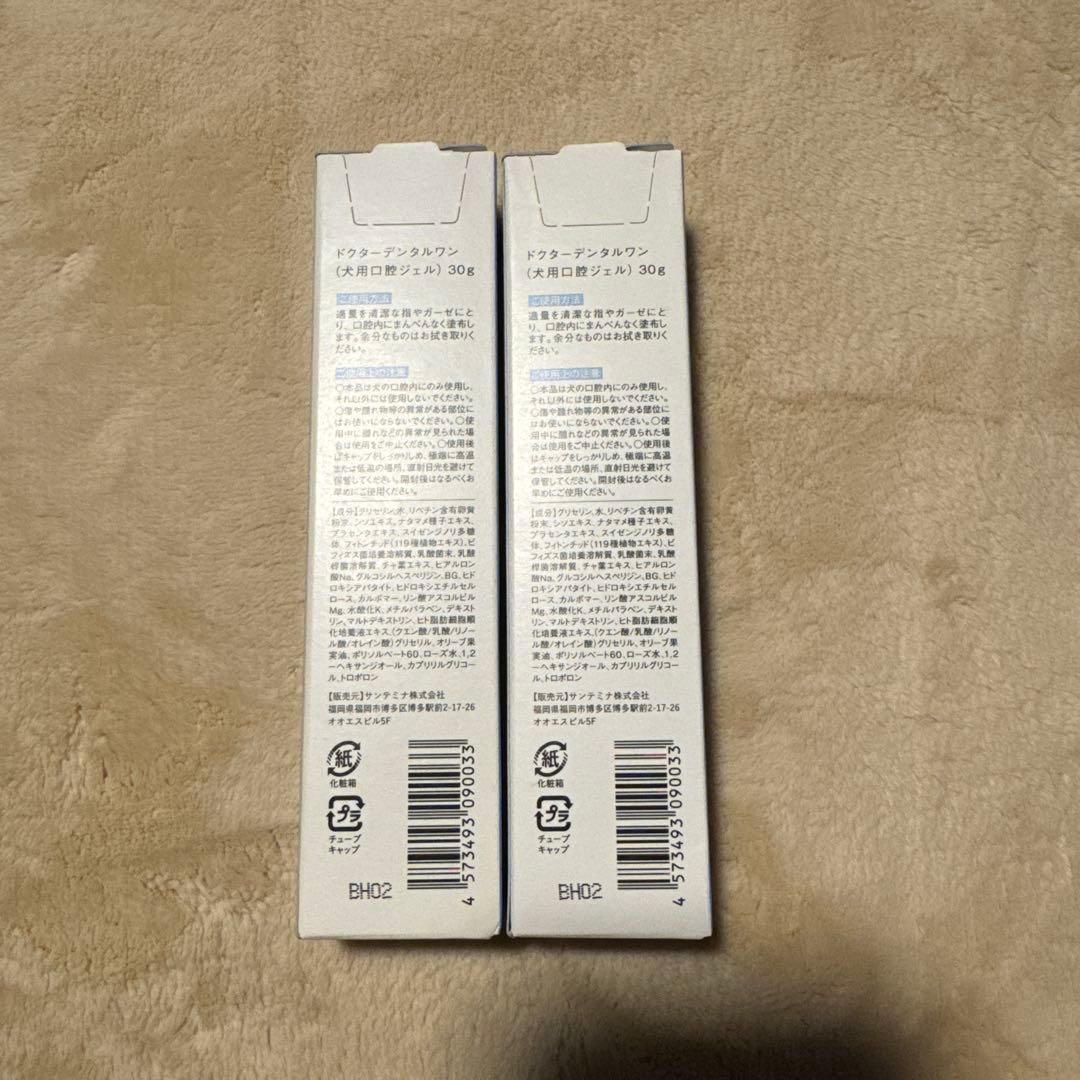 ドクターデンタルワン
(犬用口腔ジェル) 30g
ご使用方法
適量を清潔な指やガーゼにと
り、口腔内にまんべんなく塗布し
ます。余分なものはお拭き取りく
ださい。
ご使用上の注意
○本品は犬の口腔内にのみ使用し、
それ以外には使用しないでください。
○傷や腫れ物等の異常がある部位に
はお使いにならないでください。○使
用中に腫れなどの異常が見られた場
合は使用をご中止ください。○使用後
はキャップをしっかりしめ、極端に高温
または低温の場所、直射日光を避けて
保管してください。開封後はなるべくお
早めにご使用ください。
【成分】グリセリン、水、リベチン含有卵黄
粉末、シソエキス、ナタマメ種子エキス、
プラセンタエキス、スイゼンジノリ多糖
体、フィトンチッド(119種植物エキス)、ビ
フィズス菌培養溶解質、乳酸菌末、乳酸
桿菌溶解質、チャ葉エキス、ヒアルロン
酸Na、グルコシルヘスペリジン、BG、ヒド
ロキシアパタイト、ヒドロキシエチルセル
ロース、カルボマー、リン酸アスコルビル
Mg、水酸化K、メチルパラベン、デキスト
リン、マルトデキストリン、ヒト脂肪細胞順
化培養液エキス、(クエン酸/乳酸/リノー
ル酸/オレイン酸)グリセリル、オリーブ果
実油、ポリソルベート60、ローズ水、1,2
ーヘキサンジオール、カプリリルグリコー
ル、トロポロン
【販売元】サンテミナ株式会社
福岡県福岡市博多区博多駅前2-17-26
オオエスビル5F
紙
化粧箱
プラ
チューブ
キャップ
BH02
4 573493 090033
ドクターデンタルワン
(犬用口腔ジェル) 30g
ご使用方法
適量を清潔な指やガーゼにと
り、口腔内にまんべんなく塗布し
ます。余分なものはお拭き取りく
ださい。
ご使用上の注意
○本品は犬の口腔内にのみ使用し、
それ以外には使用しないでください。
○傷や腫れ物等の異常がある部位に
はお使いにならないでください。○使
用中に腫れなどの異常が見られた場
合は使用をご中止ください。○使用後
はキャップをしっかりしめ、極端に高温
または低温の場所、直射日光を避けて
保管してください。開封後はなるべくお
早めにご使用ください。
【成分】グリセリン、水、リベチン含有卵黄
粉末、シソエキス、ナタマメ種子エキス、
プラセンタエキス、スイゼンジノリ多糖
体、フィトンチッド(119種植物エキス)、ビ
フィズス菌培養溶解質、乳酸菌末、乳酸
桿菌溶解質、チャ葉エキス、ヒアルロン
酸Na、グルコシルヘスペリジン、BG、ヒド
ロキシアパタイト、ヒドロキシエチルセル
ロース、カルボマー、リン酸アスコルビル
Mg、水酸化K、メチルパラベン、デキスト
リン、マルトデキストリン、ヒト脂肪細胞順
化培養液エキス、(クエン酸/乳酸/リノー
ル酸/オレイン酸)グリセリル、オリーブ果
実油、ポリソルベート60、ローズ水、1,2
ーヘキサンジオール、カプリリルグリコー
ル、トロポロン
【販売元】サンテミナ株式会社
福岡県福岡市博多区博多駅前2-17-26
オオエスビル5F
紙
化粧箱
プラ
チューブ
キャップ
BH02
4 573493 090033